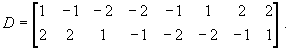 D = [ 1 -1 -2 -2 -1 1 2 2
2 2 1 -1 -2 -2 -1 1 ] .